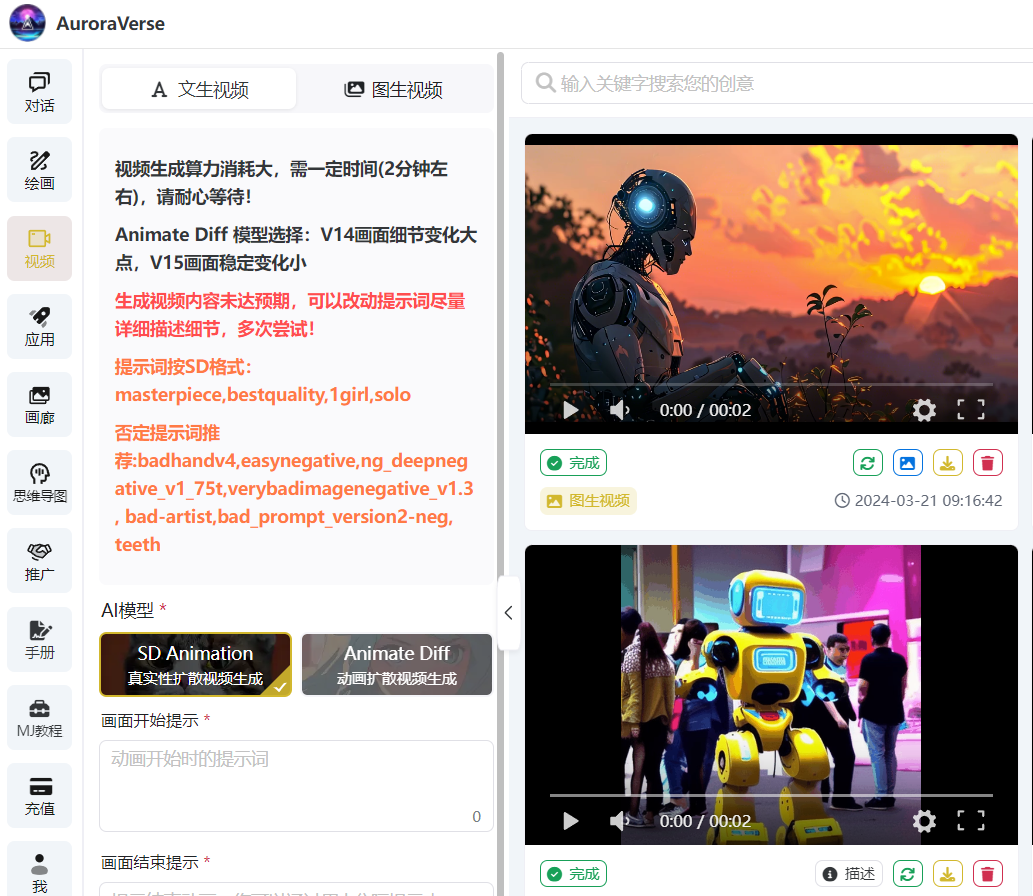 AuroraVerse
对话
绘画
视频
应用
画廊
思维导图
推广
手册
MJ教程
充值
我
文生视频
图生视频
视频生成算力消耗大，需一定时间(2分钟左
右)，请耐心等待！
Animate Diff 模型选择：V14画面细节变化大
点，V15画面稳定变化小
生成视频内容未达预期，可以改动提示词尽量
详细描述细节，多次尝试！
提示词按SD格式：
masterpiece,bestquality,1girl,solo
否定提示词推
荐:badhandv4,easynegative,ng_deepneg
ative_v1_75t,verybadimagenegative_v1.3
, bad-artist,bad_prompt_version2-neg,
teeth
AI模型 *
SD Animation
真实性扩散视频生成
Animate Diff
动画扩散视频生成
画面开始提示 *
动画开始时的提示词
0
画面结束提示 *
输入关键字搜索您的创意
0:00 / 00:02
完成
图生视频
2024-03-21 09:16:42
0:00 / 00:02
完成
描述